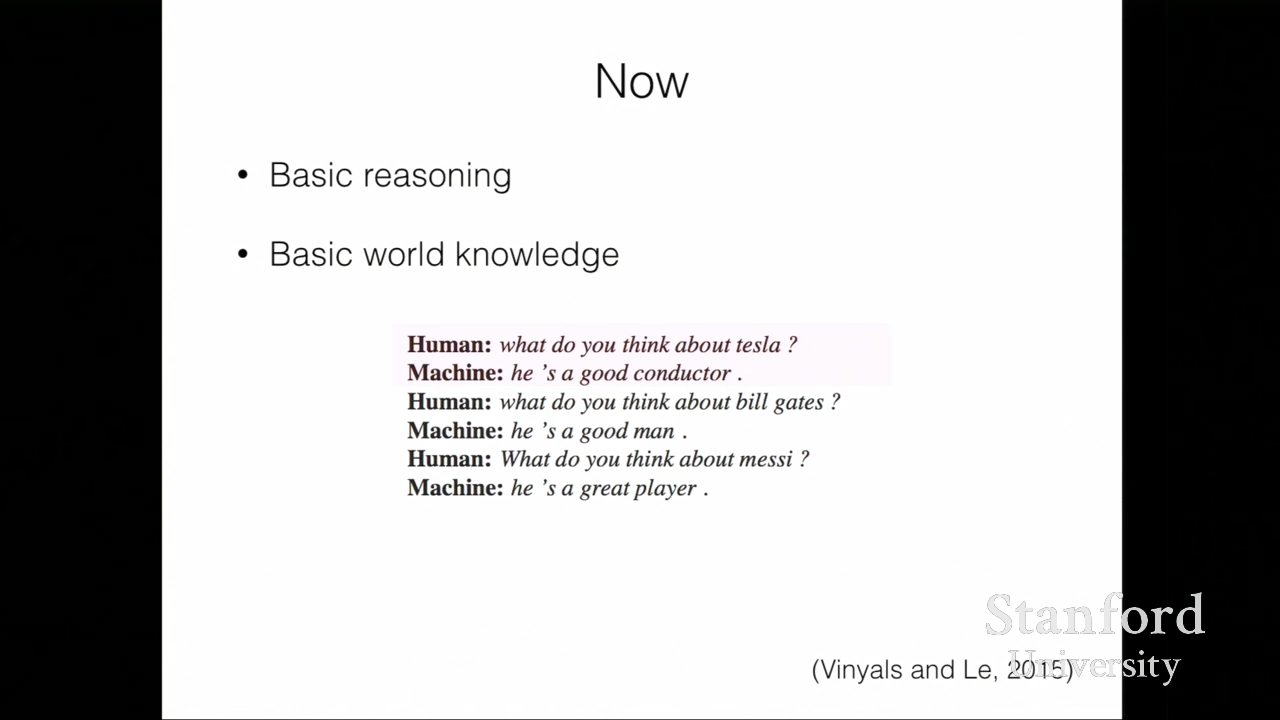 Now
• Basic reasoning
• Basic world knowledge
Human: what do you think about tesla ?
Machine: he 's a good conductor .
Human: what do you think about bill gates ?
Machine: he 's a good man .
Human: What do you think about messi ?
Machine: he 's a great player .
Stanford
University
(Vinyals and Le, 2015)